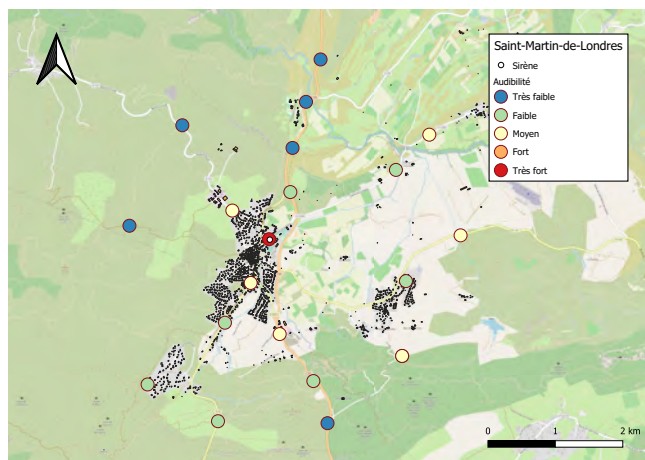 Saint-Martin-de-Londres
Sirène
Audibilité
Très faible
Faible
Moyen
Fort
Très fort
0 1 2 km